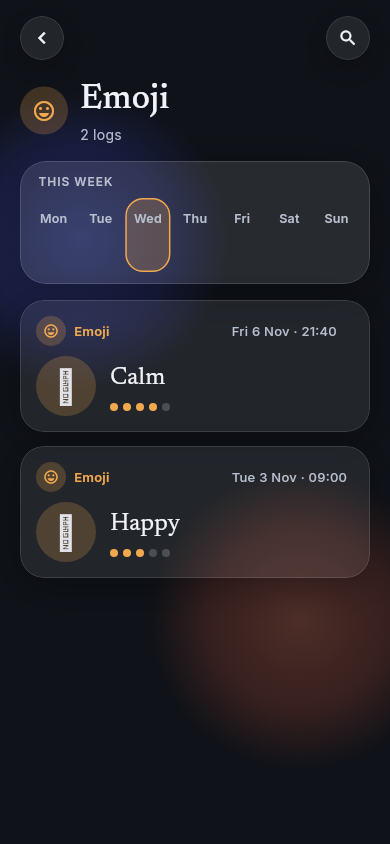 Emoji
2 logs
THIS WEEK
Mon Tue Wed Thu Fri Sat Sun
Emoji Fri 6 Nov · 21:40
NO GLYPH
Calm
Emoji Tue 3 Nov · 09:00
NO GLYPH
Happy